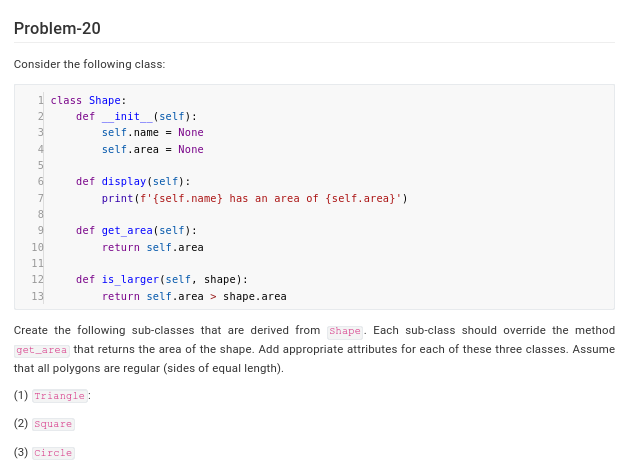 Problem-20
Consider the following class:
1 class Shape:
2     def __init__(self):
3         self.name = None
4         self.area = None
5
6     def display(self):
7         print(f'{self.name} has an area of {self.area}')
8
9     def get_area(self):
10         return self.area
11
12     def is_larger(self, shape):
13         return self.area > shape.area
Create the following sub-classes that are derived from Shape. Each sub-class should override the method
get_area that returns the area of the shape. Add appropriate attributes for each of these three classes. Assume
that all polygons are regular (sides of equal length).
(1) Triangle:
(2) Square
(3) Circle